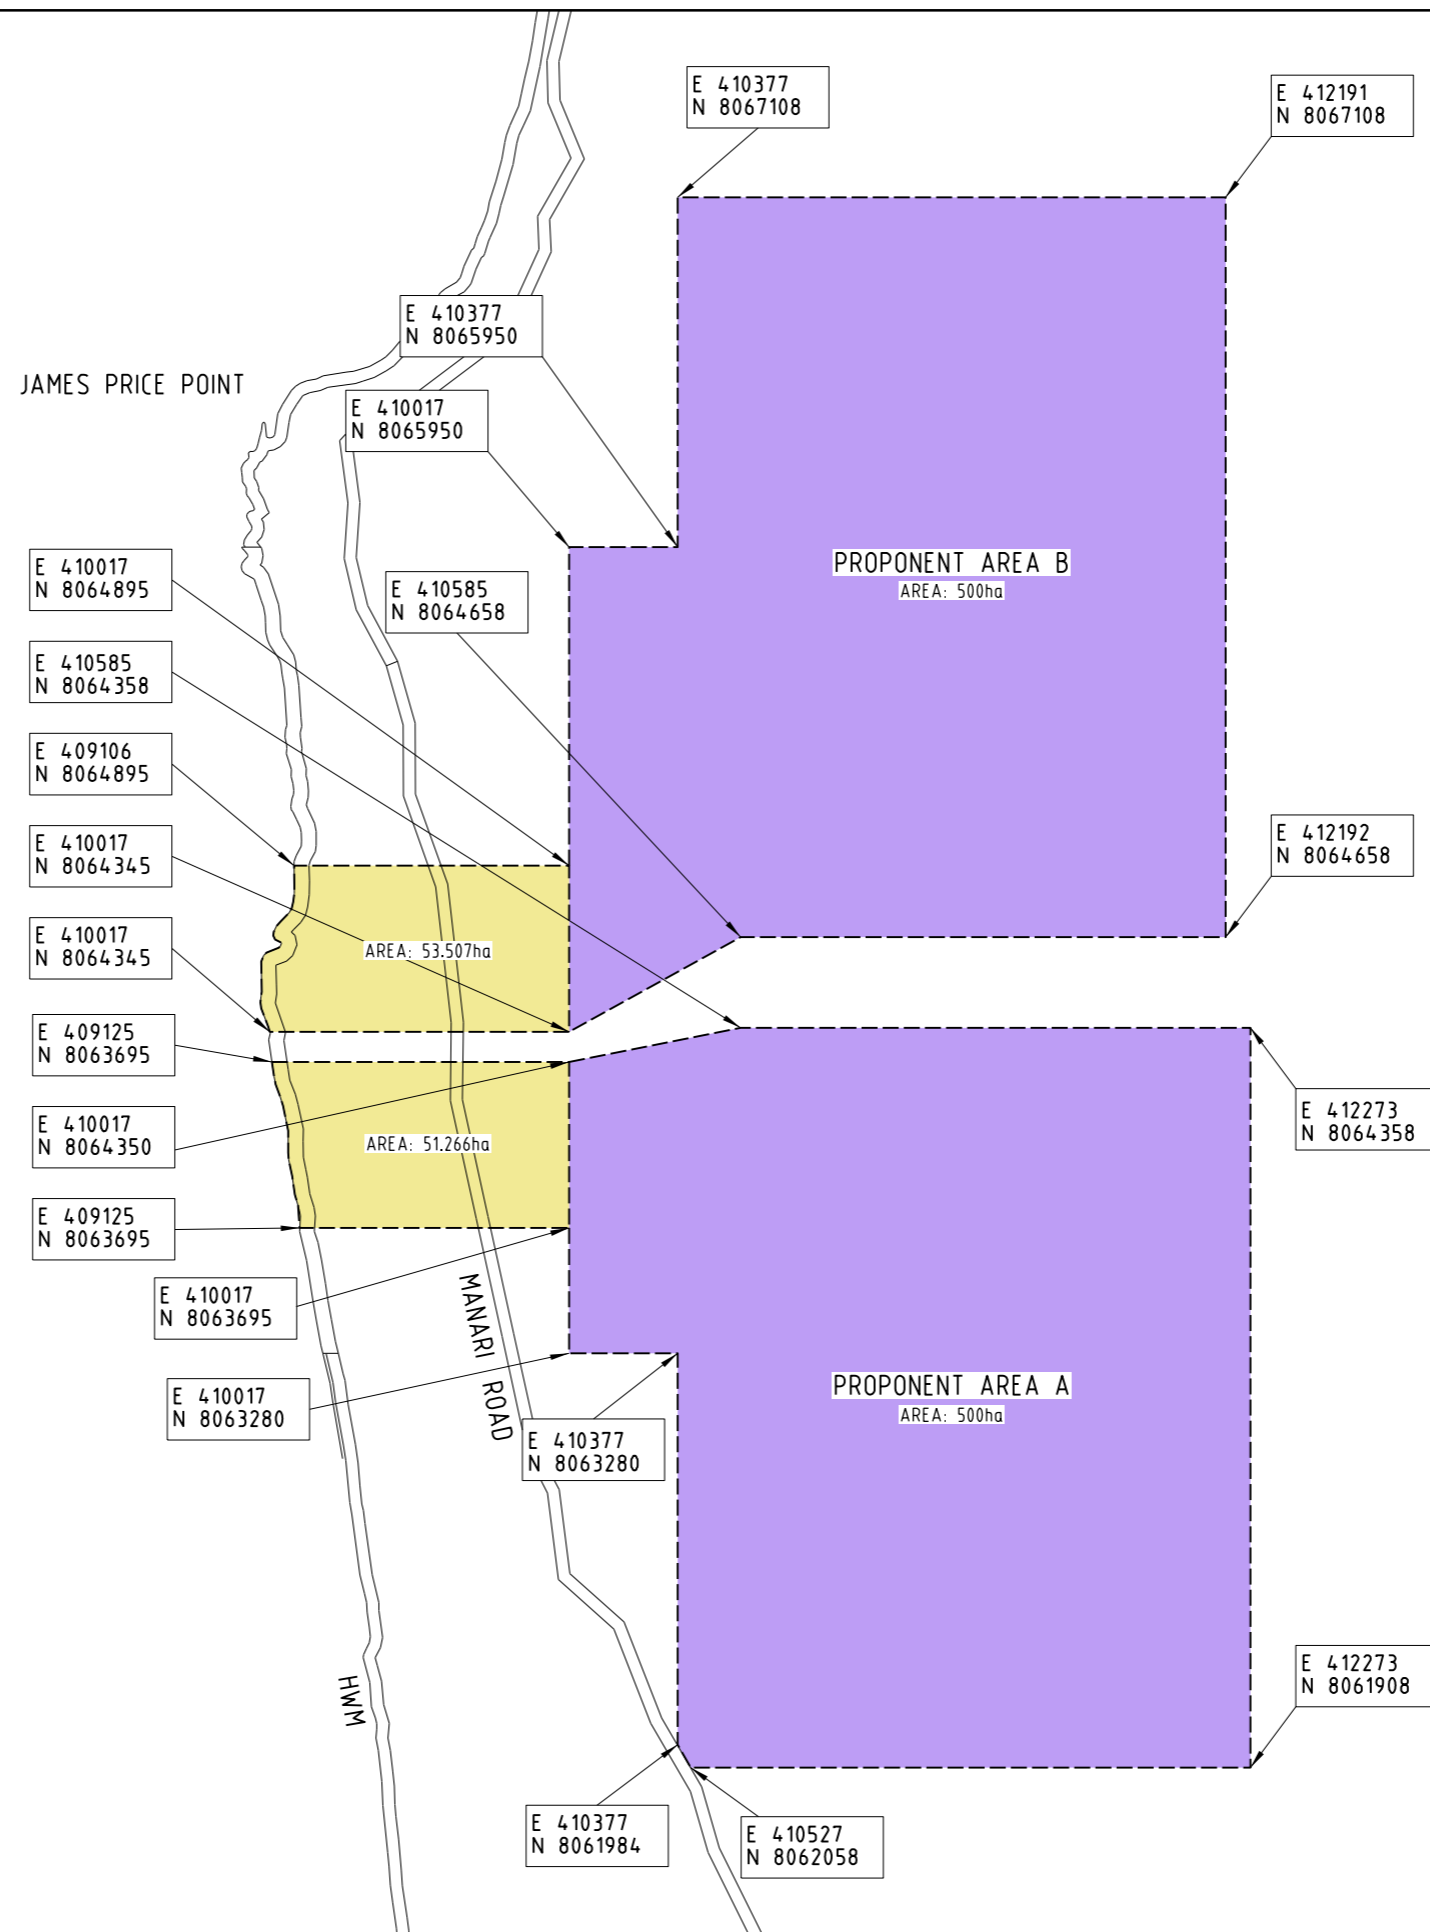 E 410377
N 8067108
E 412191
N 8067108
E 410377
N 8065950
JAMES PRICE POINT
E 410017
N 8065950
E 410017
N 8064895
PROPONENT AREA B
AREA: 500ha
E 410585
N 8064658
E 410585
N 8064358
E 409106
N 8064895
E 410017
N 8064345
E 412192
N 8064658
E 410017
N 8064345
AREA: 53.507ha
E 409125
N 8063695
E 410017
N 8064350
AREA: 51.266ha
E 412273
N 8064358
E 409125
N 8063695
E 410017
N 8063695
MANARI ROAD
E 410017
N 8063280
PROPONENT AREA A
AREA: 500ha
E 410377
N 8063280
HWM
E 412273
N 8061908
E 410377
N 8061984
E 410527
N 8062058